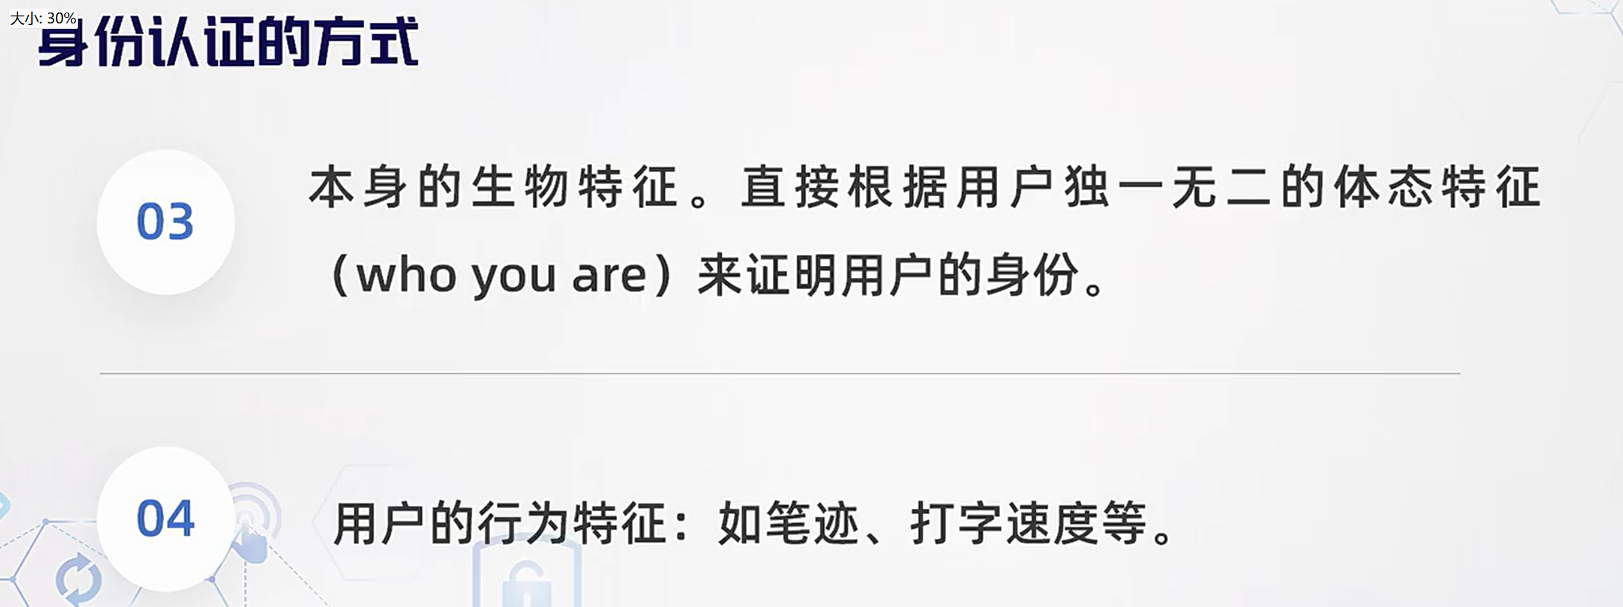 大小: 30%
身份认证的方式
03
本身的生物特征。直接根据用户独一无二的体态特征
（who you are）来证明用户的身份。
04
用户的行为特征：如笔迹、打字速度等。